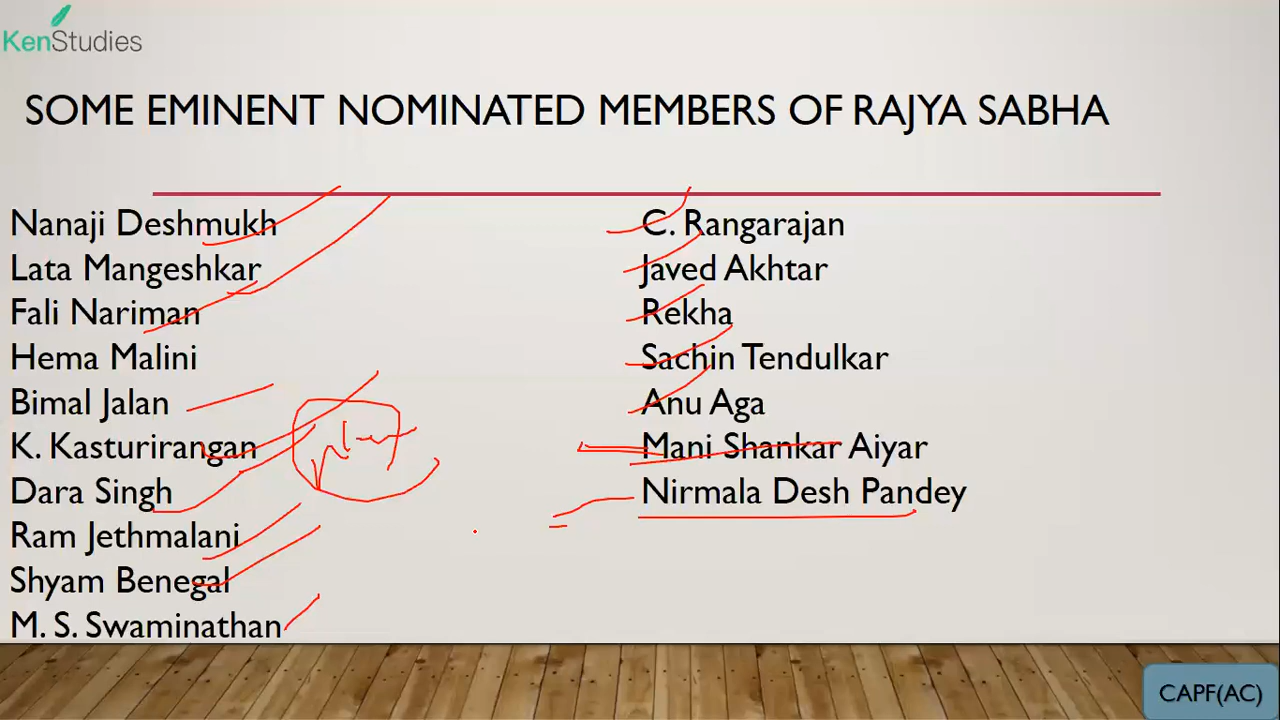 KenStudies
SOME EMINENT NOMINATED MEMBERS OF RAJYA SABHA
Nanaji Deshmukh
Lata Mangeshkar
Fali Nariman
Hema Malini
Bimal Jalan
K. Kasturirangan
Dara Singh
Ram Jethmalani
Shyam Benegal
M. S. Swaminathan
C. Rangarajan
Javed Akhtar
Rekha
Sachin Tendulkar
Anu Aga
Mani Shankar Aiyar
Nirmala Desh Pandey
CAPF(AC)